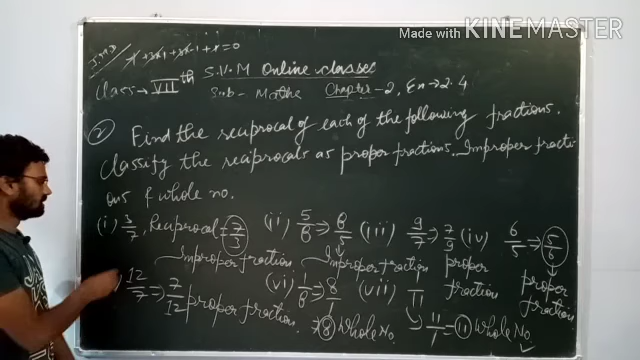 Made with KINEMASTER
S.V.M Online classes
Class → VIIth Sub - Maths Chapter - 2, Ex → 2.4
② Find the reciprocal of each of the following fractions.
Classify the reciprocals as proper fractions, Improper fracti
ons & whole no.
(i) 3/7, Reciprocal = 7/3 (ii) 5/8 ⇒ 8/5 (iii) 9/7 ⇒ 7/9 (iv) 6/5 ⇒ 5/6
Improper fraction Improper fraction proper fraction proper fraction
12/7 ⇒ 7/12 proper fraction. (vi) 1/8 ⇒ 8/1 (vii) 1/11
⇒ 8 Whole No. ⇒ 11/1 = 11 Whole No.